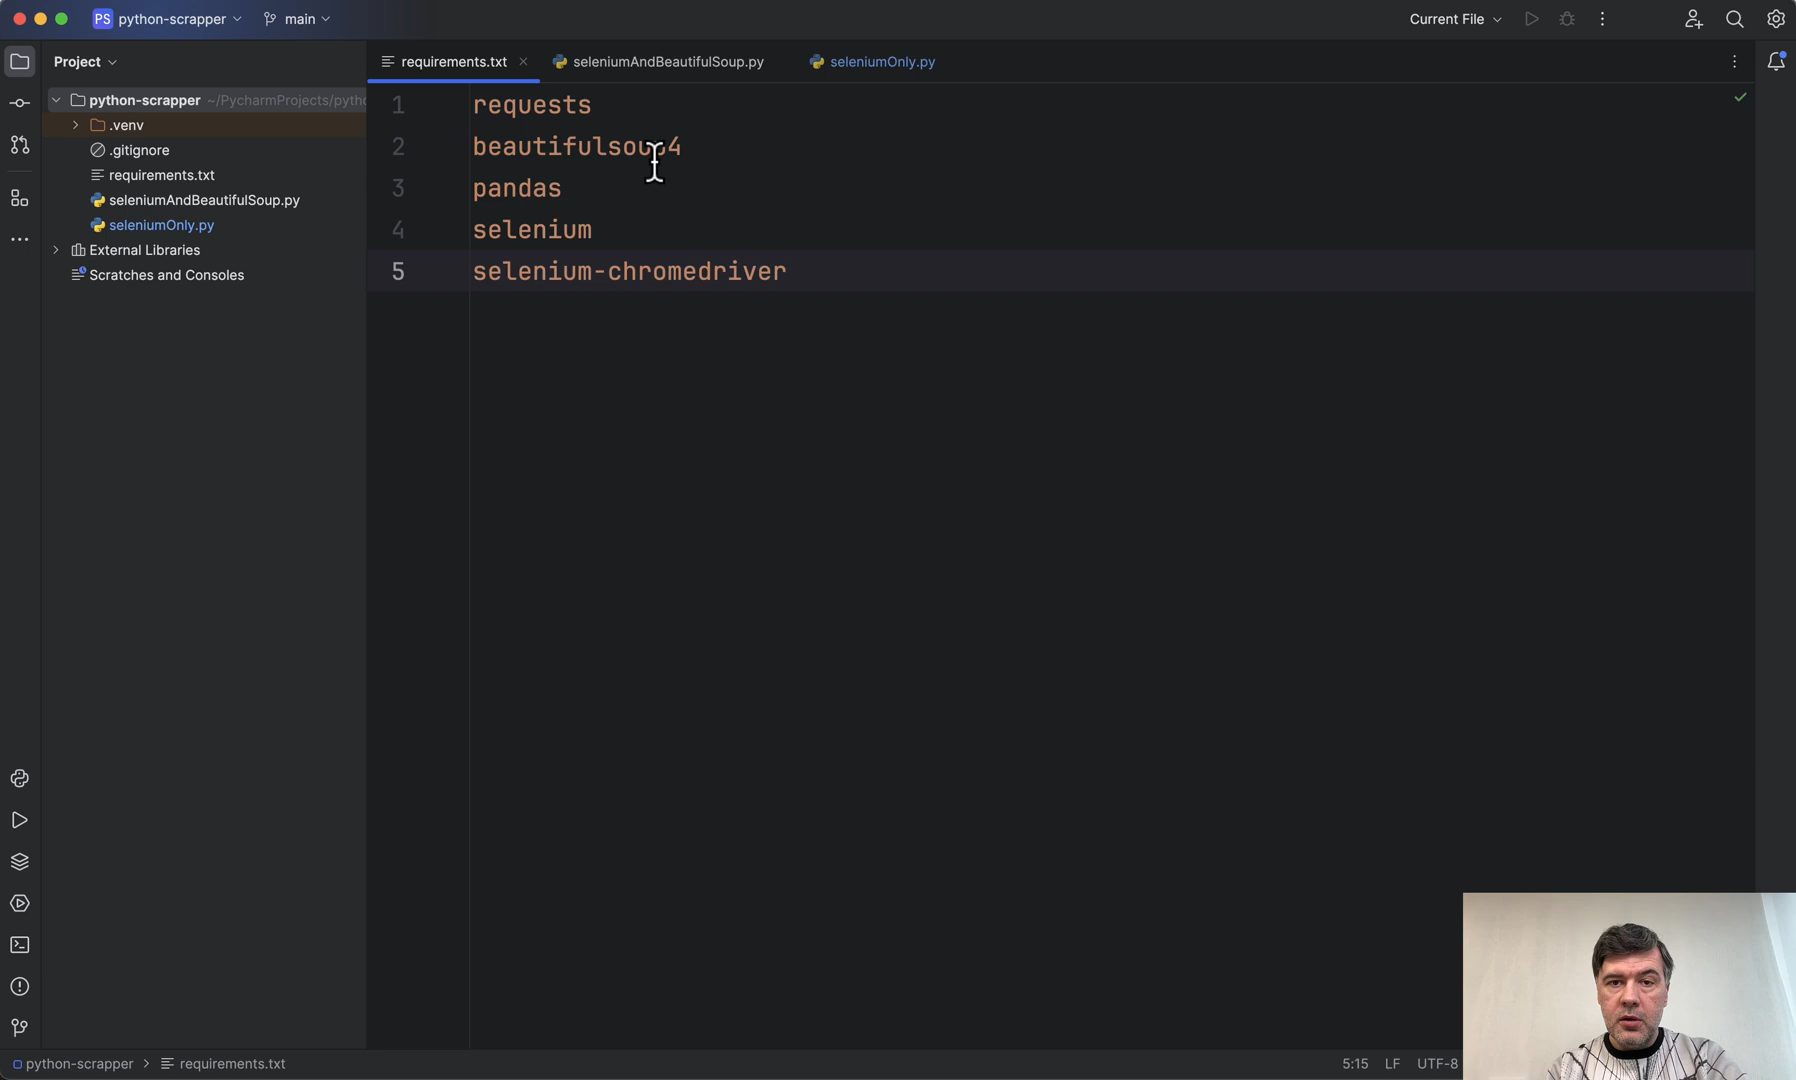 PS python-scrapper main Current File
Project
requirements.txt seleniumAndBeautifulSoup.py seleniumOnly.py
python-scrapper ~/PycharmProjects/pytho
.venv
.gitignore
requirements.txt
seleniumAndBeautifulSoup.py
seleniumOnly.py
External Libraries
Scratches and Consoles
1 requests
2 beautifulsoup4
3 pandas
4 selenium
5 selenium-chromedriver
python-scrapper > requirements.txt 5:15 LF UTF-8